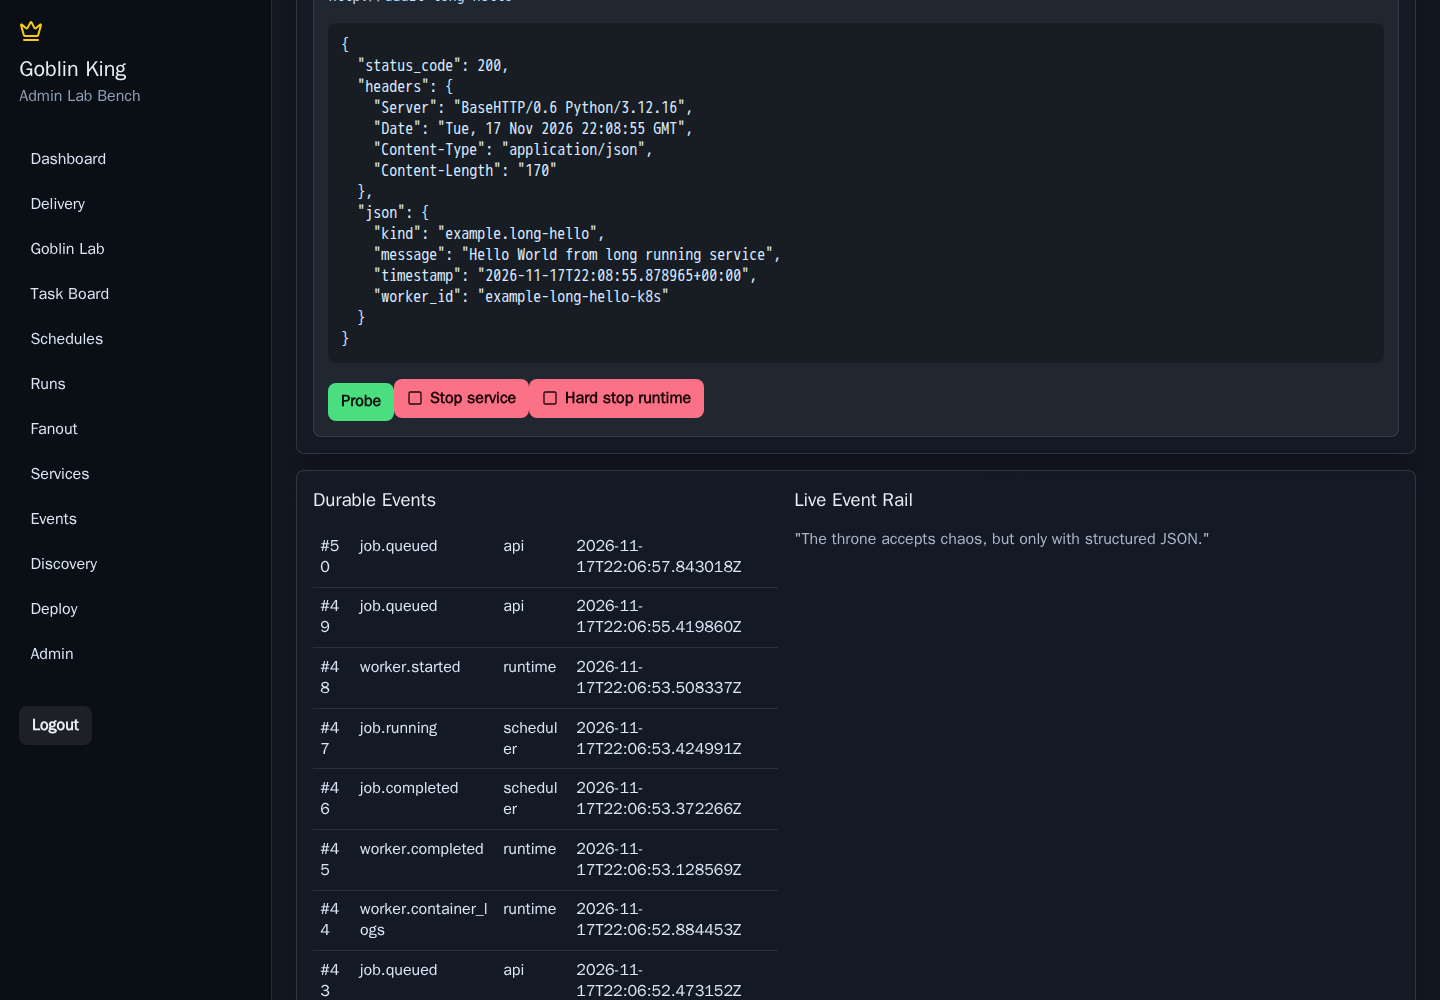 Goblin King
Admin Lab Bench
Dashboard
Delivery
Goblin Lab
Task Board
Schedules
Runs
Fanout
Services
Events
Discovery
Deploy
Admin
Logout
{
"status_code": 200,
"headers": {
"Server": "BaseHTTP/0.6 Python/3.12.16",
"Date": "Tue, 17 Nov 2026 22:08:55 GMT",
"Content-Type": "application/json",
"Content-Length": "170"
},
"json": {
"kind": "example.long-hello",
"message": "Hello World from long running service",
"timestamp": "2026-11-17T22:08:55.878965+00:00",
"worker_id": "example-long-hello-k8s"
}
}
Probe
Stop service
Hard stop runtime
Durable Events
#5 job.queued api 2026-11-
0 17T22:06:57.843018Z
#4 job.queued api 2026-11-
9 17T22:06:55.419860Z
#4 worker.started runtime 2026-11-
8 17T22:06:53.508337Z
#4 job.running schedul 2026-11-
7 er 17T22:06:53.424991Z
#4 job.completed schedul 2026-11-
6 er 17T22:06:53.372266Z
#4 worker.completed runtime 2026-11-
5 17T22:06:53.128569Z
#4 worker.container_l runtime 2026-11-
4 ogs 17T22:06:52.884453Z
#4 job.queued api 2026-11-
3 17T22:06:52.473152Z
Live Event Rail
"The throne accepts chaos, but only with structured JSON."